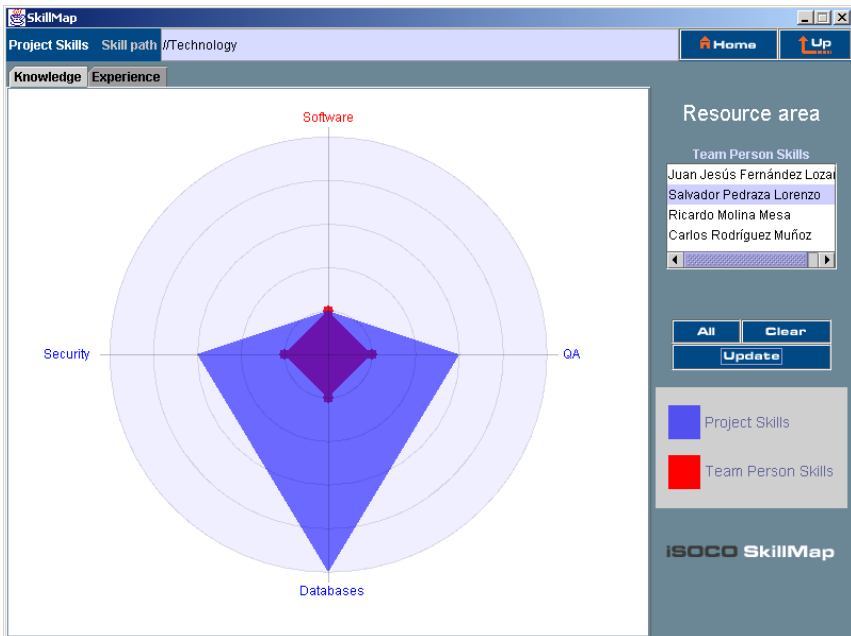 SkillMap
Project Skills Skill path //Technology Home Up
Knowledge Experience
Software
Security
QA
Databases
Resource area
Team Person Skills
Juan Jesús Fernández Lozar
Salvador Pedraza Lorenzo
Ricardo Molina Mesa
Carlos Rodríguez Muñoz
All Clear
Update
Project Skills
Team Person Skills
iSOCO SkillMap